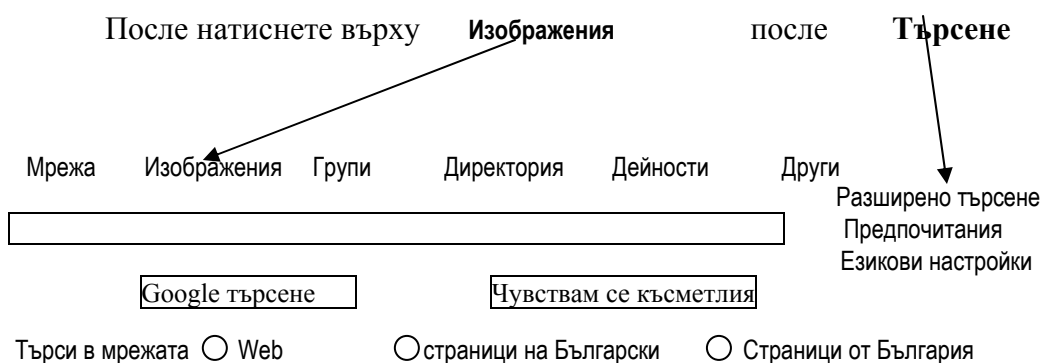 После натиснете върху Изображения после Търсене
Мрежа Изображения Групи Директория Дейности Други
Разширено търсене
Предпочитания
Езикови настройки
Google търсене Чувствам се късметлия
Търси в мрежата Web страници на Български Страници от България